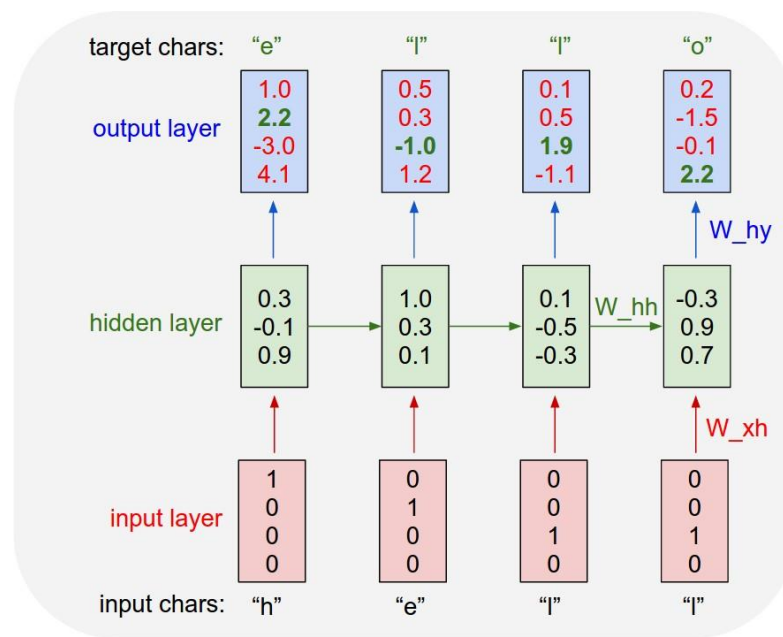 target chars: “e” “l” “l” “o”
output layer
1.0 0.5 0.1 0.2
2.2 0.3 0.5 -1.5
-3.0 -1.0 1.9 -0.1
4.1 1.2 -1.1 2.2
W_hy
hidden layer
0.3 1.0 0.1 -0.3
-0.1 0.3 -0.5 0.9
0.9 0.1 -0.3 0.7
W_hh
W_xh
input layer
1 0 0 0
0 1 0 0
0 0 1 1
0 0 0 0
input chars: “h” “e” “l” “l”